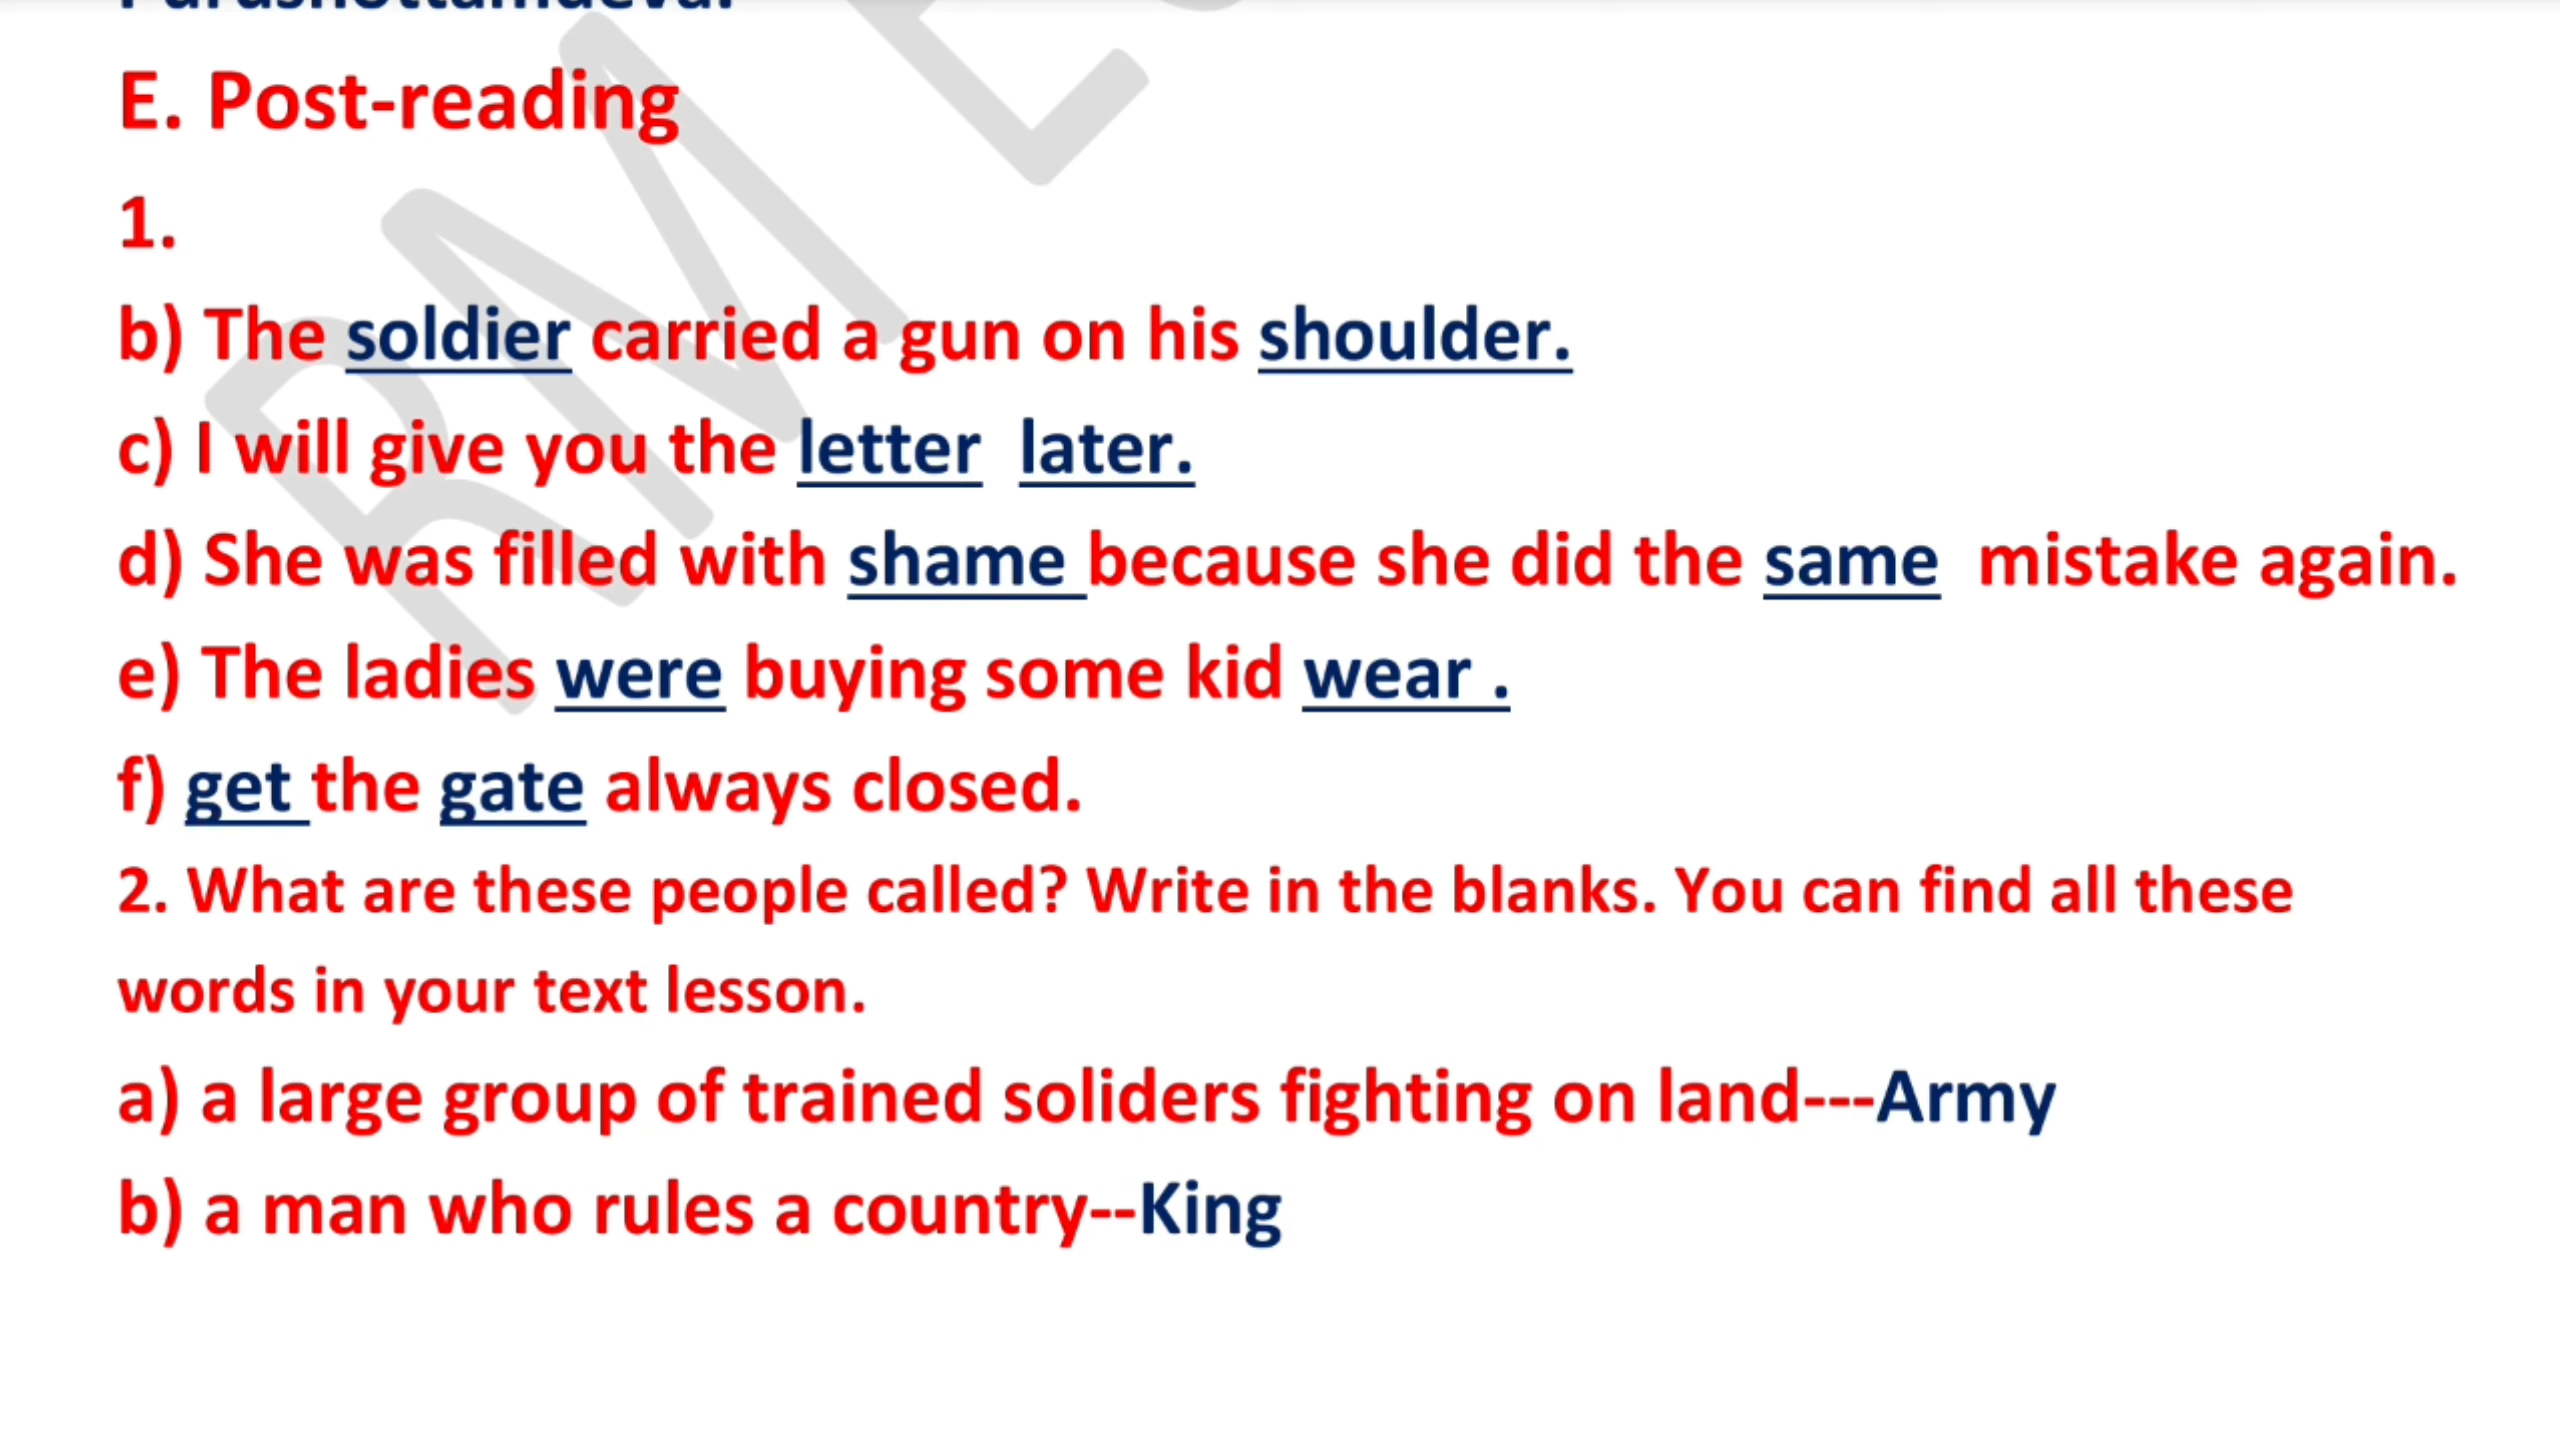 E. Post-reading
1.
b) The soldier carried a gun on his shoulder.
c) I will give you the letter later.
d) She was filled with shame because she did the same mistake again.
e) The ladies were buying some kid wear .
f) get the gate always closed.
2. What are these people called? Write in the blanks. You can find all these
words in your text lesson.
a) a large group of trained soliders fighting on land---Army
b) a man who rules a country--King